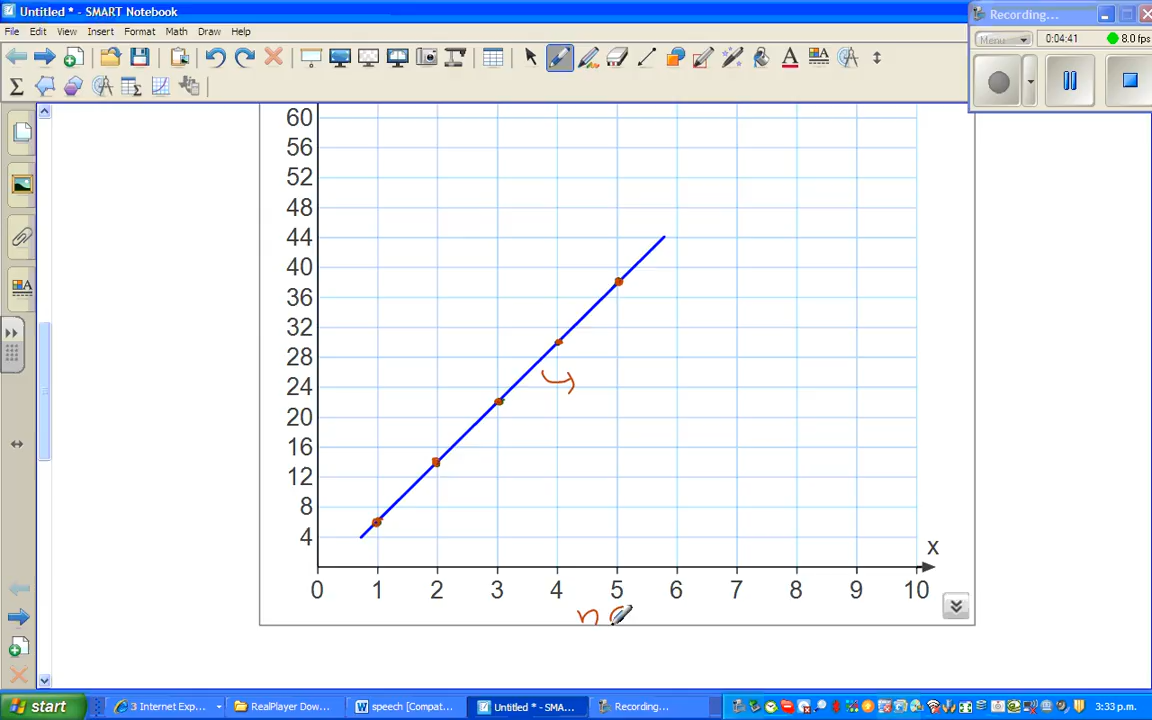 Untitled * - SMART Notebook
Recording...
File Edit View Insert Format Math Draw Help
Menu 0:04:41 8.0 fps
60
56
52
48
44
40
36
32
28
24
20
16
12
8
4
x
0 1 2 3 4 5 6 7 8 9 10
n
start 3 Internet Exp... RealPlayer Dow... speech [Compat... Untitled * - SMA... Recording... 3:33 p.m.